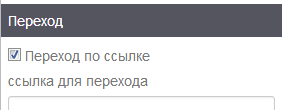 Переход
Переход по ссылке
ссылка для перехода